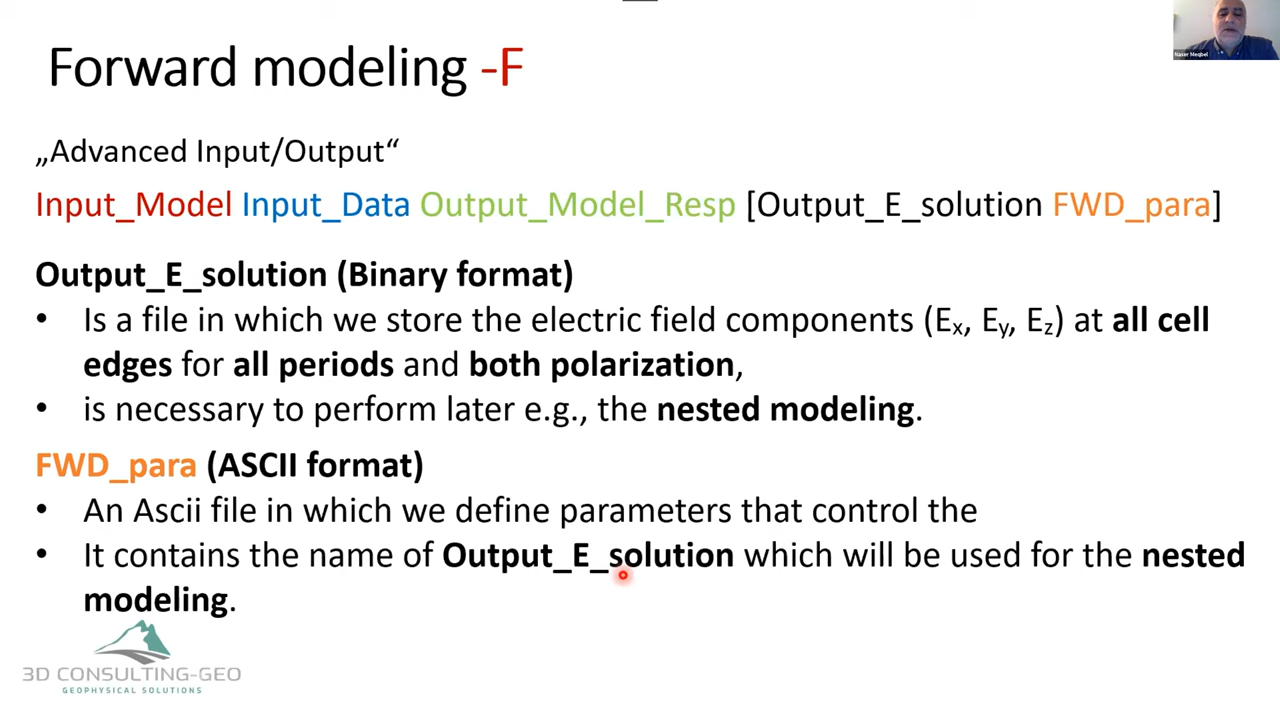 Forward modeling -F
Naser Meqbel
„Advanced Input/Output“
Input_Model Input_Data Output_Model_Resp [Output_E_solution FWD_para]
Output_E_solution (Binary format)
• Is a file in which we store the electric field components (Ex, Ey, Ez) at all cell
edges for all periods and both polarization,
• is necessary to perform later e.g., the nested modeling.
FWD_para (ASCII format)
• An Ascii file in which we define parameters that control the
• It contains the name of Output_E_solution which will be used for the nested
modeling.
3D CONSULTING-GEO
GEOPHYSICAL SOLUTIONS